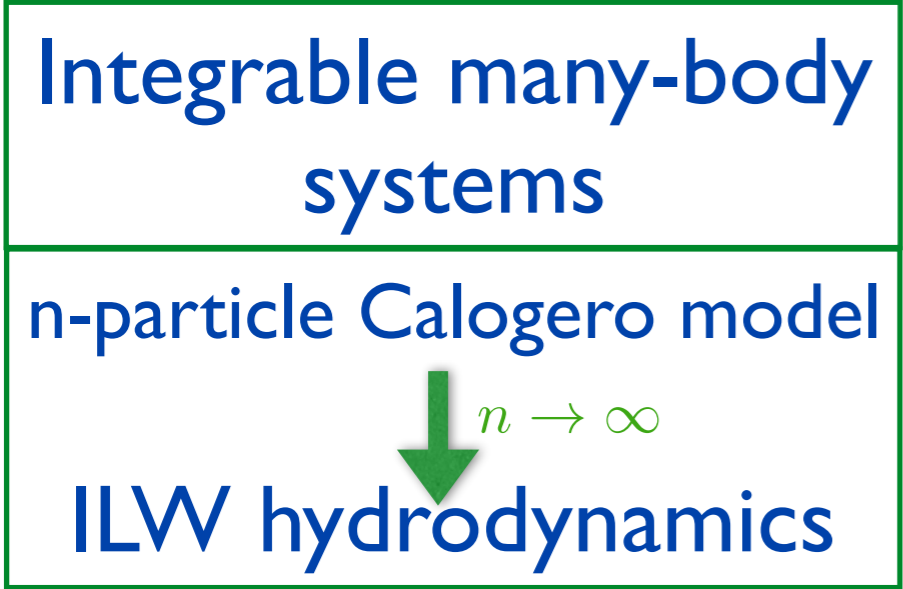 Integrable many-body
systems
n-particle Calogero model
n → ∞
ILW hydrodynamics